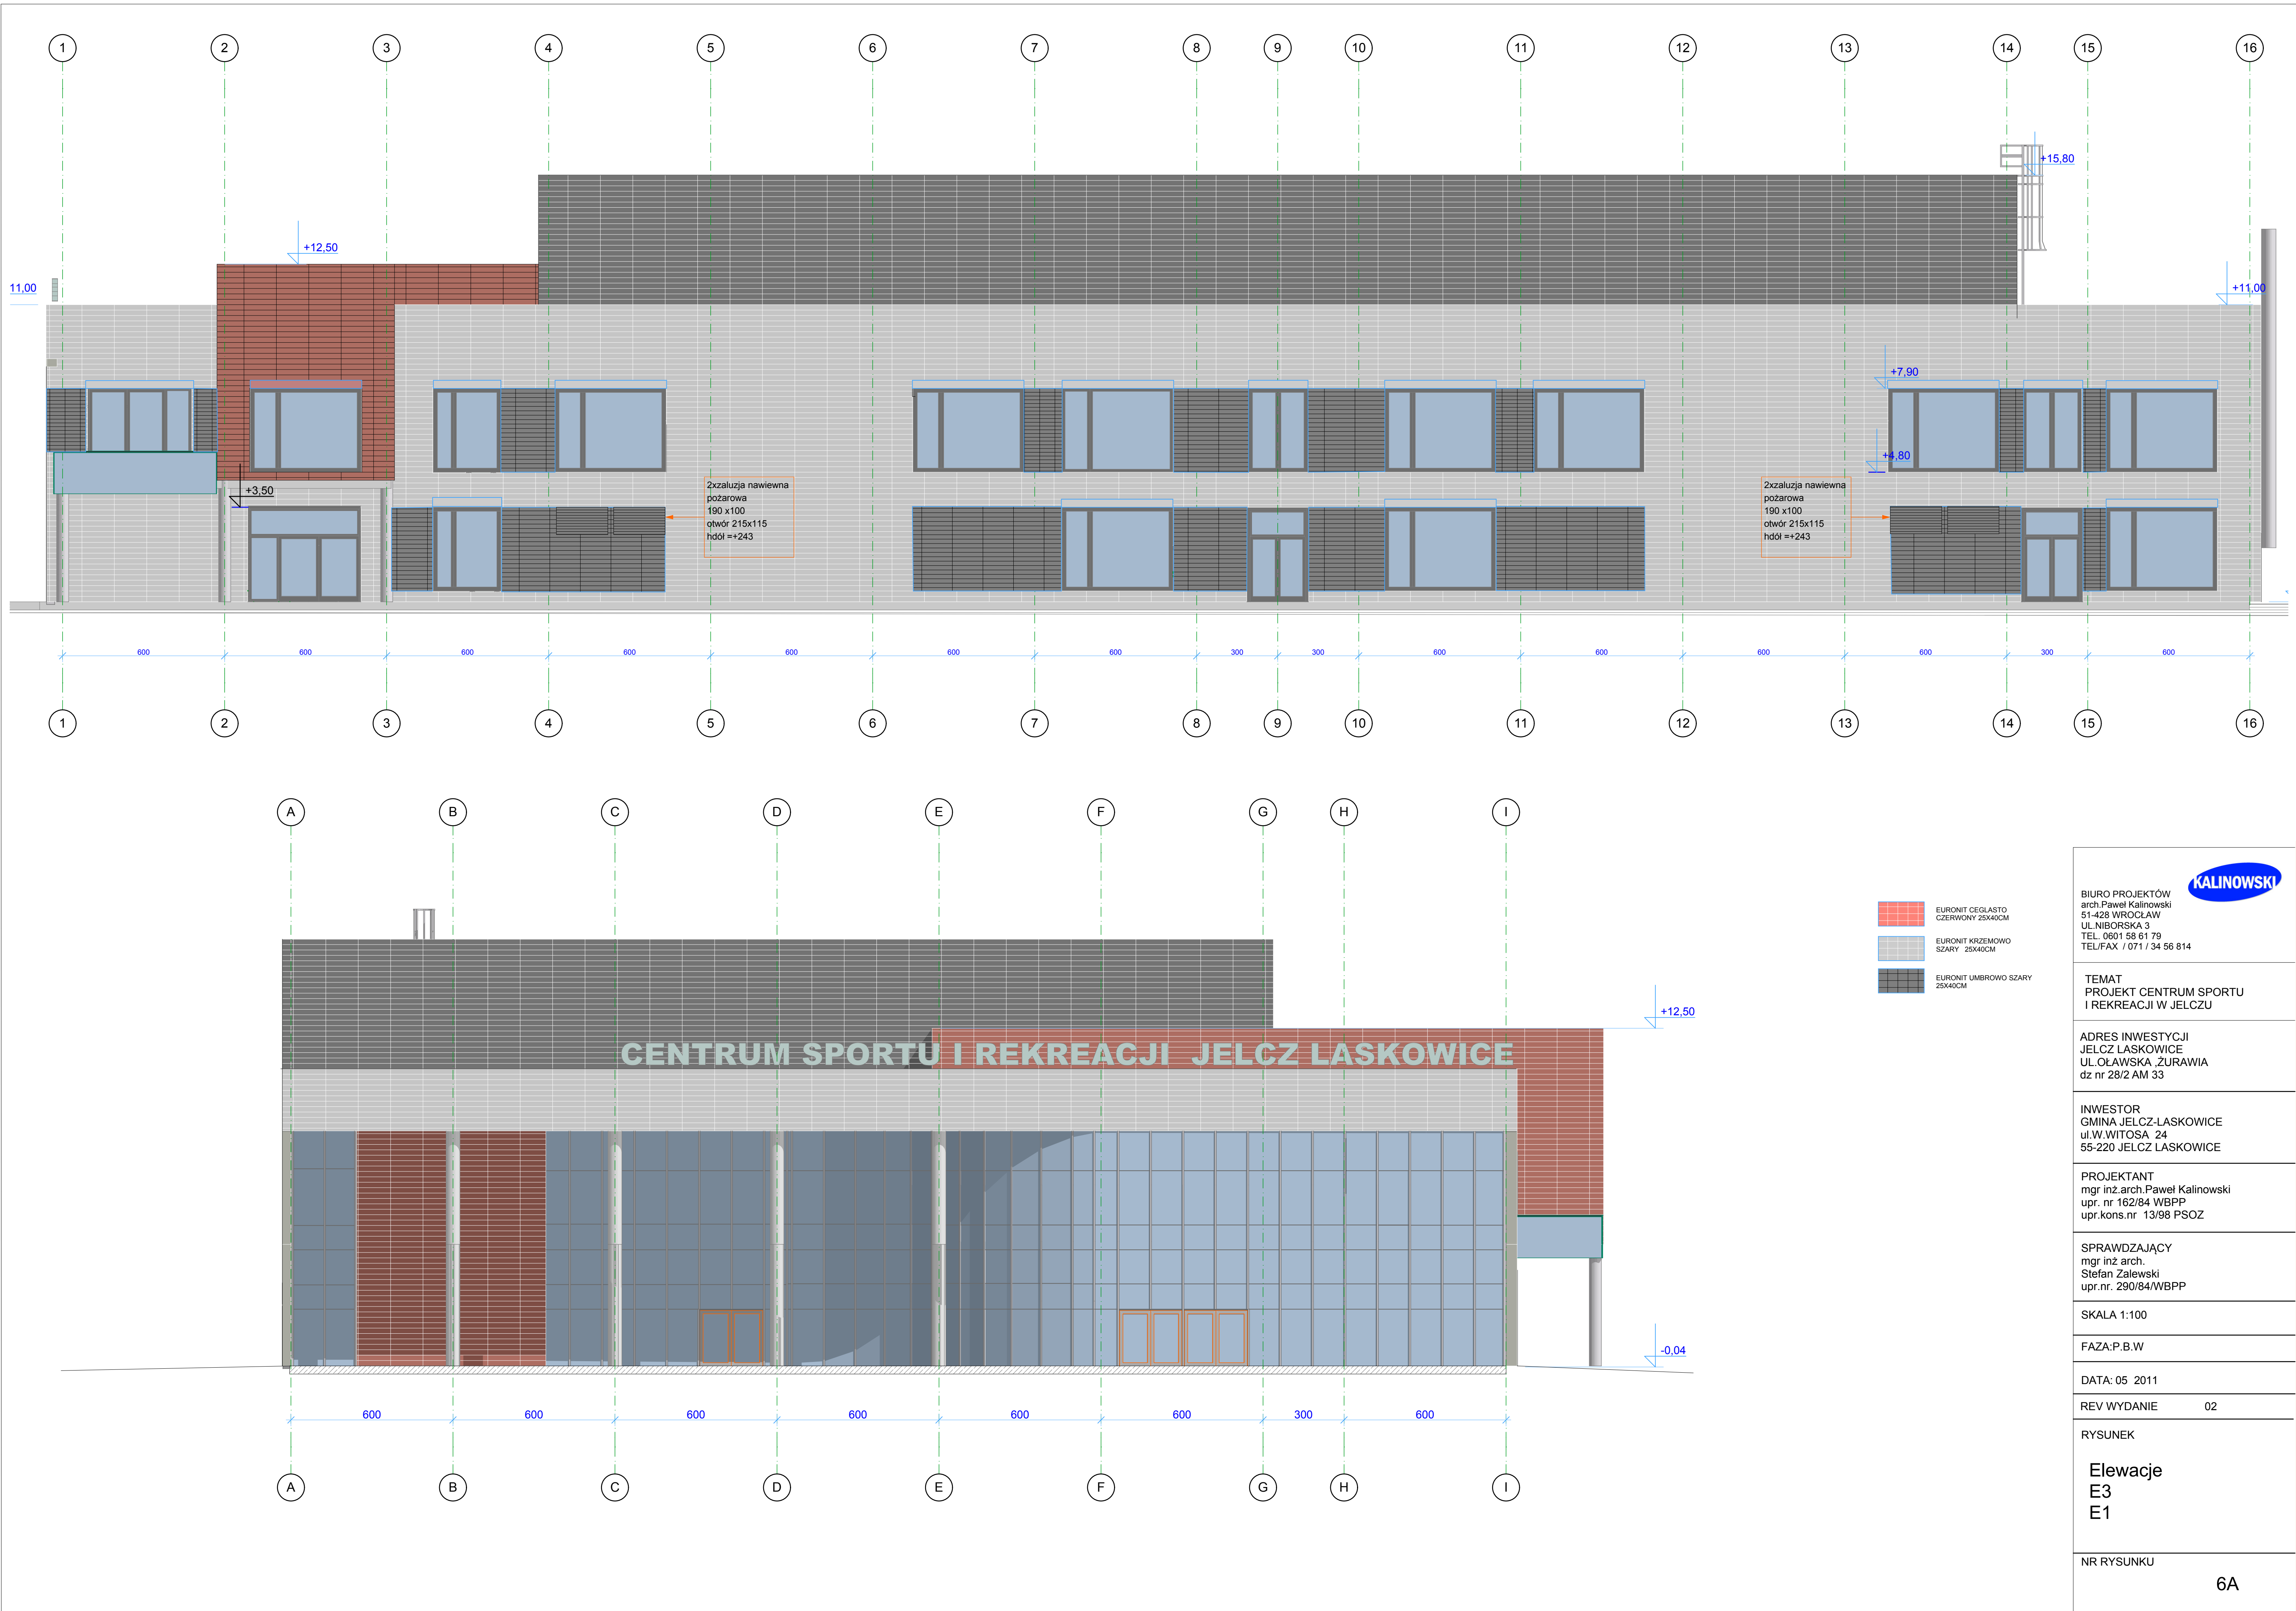 1 2 3 4 5 6 7 8 9 10 11 12 13 14 15 16
+15,80
+12,50
11,00
+11,00
+7,90
+4,80
+3,50
2xzaluzja nawiewna
pożarowa
190 x100
otwór 215x115
hdół =+243
2xzaluzja nawiewna
pożarowa
190 x100
otwór 215x115
hdół =+243
600 600 600 600 600 600 600 300 300 600 600 600 600 300 600
1 2 3 4 5 6 7 8 9 10 11 12 13 14 15 16
A B C D E F G H I
+12,50
CENTRUM SPORTU I REKREACJI JELCZ LASKOWICE
-0,04
600 600 600 600 600 600 300 600
A B C D E F G H I
EURONIT CEGLASTO
CZERWONY 25X40CM
EURONIT KRZEMOWO
SZARY 25X40CM
EURONIT UMBROWO SZARY
25X40CM
KALINOWSKI
BIURO PROJEKTÓW
arch.Paweł Kalinowski
51-428 WROCŁAW
UL.NIBORSKA 3
TEL. 0601 58 61 79
TEL/FAX / 071 / 34 56 814
TEMAT
PROJEKT CENTRUM SPORTU
I REKREACJI W JELCZU
ADRES INWESTYCJI
JELCZ LASKOWICE
UL.OŁAWSKA ,ŻURAWIA
dz nr 28/2 AM 33
INWESTOR
GMINA JELCZ-LASKOWICE
ul.W.WITOSA 24
55-220 JELCZ LASKOWICE
PROJEKTANT
mgr inż.arch.Paweł Kalinowski
upr. nr 162/84 WBPP
upr.kons.nr 13/98 PSOZ
SPRAWDZAJĄCY
mgr inż arch.
Stefan Zalewski
upr.nr. 290/84/WBPP
SKALA 1:100
FAZA:P.B.W
DATA: 05 2011
REV WYDANIE 02
RYSUNEK
Elewacje
E3
E1
NR RYSUNKU
6A